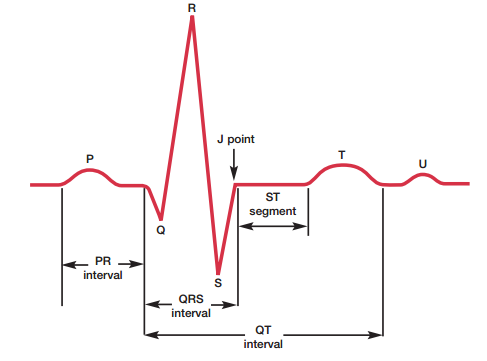 R
J point
P
T
U
ST
segment
Q
PR
interval
S
QRS
interval
QT
interval